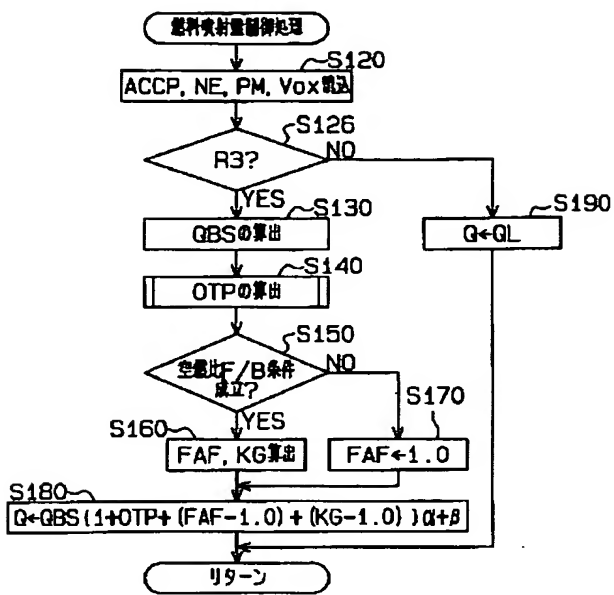 燃料噴射量制御処理
S120
ACCP, NE, PM, Vox読込
S126
R3?
NO
YES
S130
QBSの算出
S190
Q←QL
S140
OTPの算出
S150
空燃比F/B条件
成立?
NO
YES
S160
FAF, KG算出
S170
FAF←1.0
S180
Q←QBS{1+OTP+(FAF-1.0)+(KG-1.0)}α+β
リターン